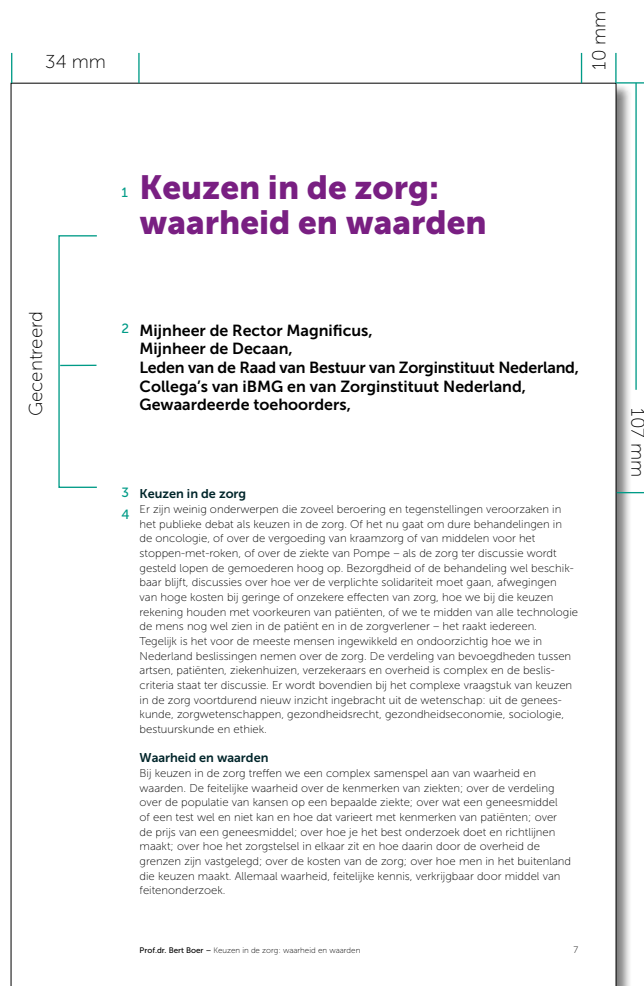 34 mm
10 mm
1
Keuzen in de zorg:
waarheid en waarden
Gecentreerd
2
Mijnheer de Rector Magnificus,
Mijnheer de Decaan,
Leden van de Raad van Bestuur van Zorginstituut Nederland,
Collega's van iBMG en van Zorginstituut Nederland,
Gewaardeerde toehoorders,
107 mm
3 Keuzen in de zorg
4 Er zijn weinig onderwerpen die zoveel beroering en tegenstellingen veroorzaken in
het publieke debat als keuzen in de zorg. Of het nu gaat om dure behandelingen in
de oncologie, of over de vergoeding van kraamzorg of van middelen voor het
stoppen-met-roken, of over de ziekte van Pompe – als de zorg ter discussie wordt
gesteld lopen de gemoederen hoog op. Bezorgdheid of de behandeling wel beschik-
baar blijft, discussies over hoe ver de verplichte solidariteit moet gaan, afwegingen
van hoge kosten bij geringe of onzekere effecten van zorg, hoe we bij die keuzen
rekening houden met voorkeuren van patiënten, of we te midden van alle technologie
de mens nog wel zien in de patiënt en in de zorgverlener – het raakt iedereen.
Tegelijk is het voor de meeste mensen ingewikkeld en ondoorzichtig hoe we in
Nederland beslissingen nemen over de zorg. De verdeling van bevoegdheden tussen
artsen, patiënten, ziekenhuizen, verzekeraars en overheid is complex en de beslis-
criteria staat ter discussie. Er wordt bovendien bij het complexe vraagstuk van keuzen
in de zorg voortdurend nieuw inzicht ingebracht uit de wetenschap: uit de genees-
kunde, zorgwetenschappen, gezondheidsrecht, gezondheidseconomie, sociologie,
bestuurskunde en ethiek.
Waarheid en waarden
Bij keuzen in de zorg treffen we een complex samenspel aan van waarheid en
waarden. De feitelijke waarheid over de kenmerken van ziekten; over de verdeling
over de populatie van kansen op een bepaalde ziekte; over wat een geneesmiddel
of een test wel en niet kan en hoe dat varieert met kenmerken van patiënten; over
de prijs van een geneesmiddel; over hoe je het best onderzoek doet en richtlijnen
maakt; over hoe het zorgstelsel in elkaar zit en hoe daarin door de overheid de
grenzen zijn vastgelegd; over de kosten van de zorg; over hoe men in het buitenland
die keuzen maakt. Allemaal waarheid, feitelijke kennis, verkrijgbaar door middel van
feitenonderzoek.
Prof.dr. Bert Boer – Keuzen in de zorg: waarheid en waarden 7